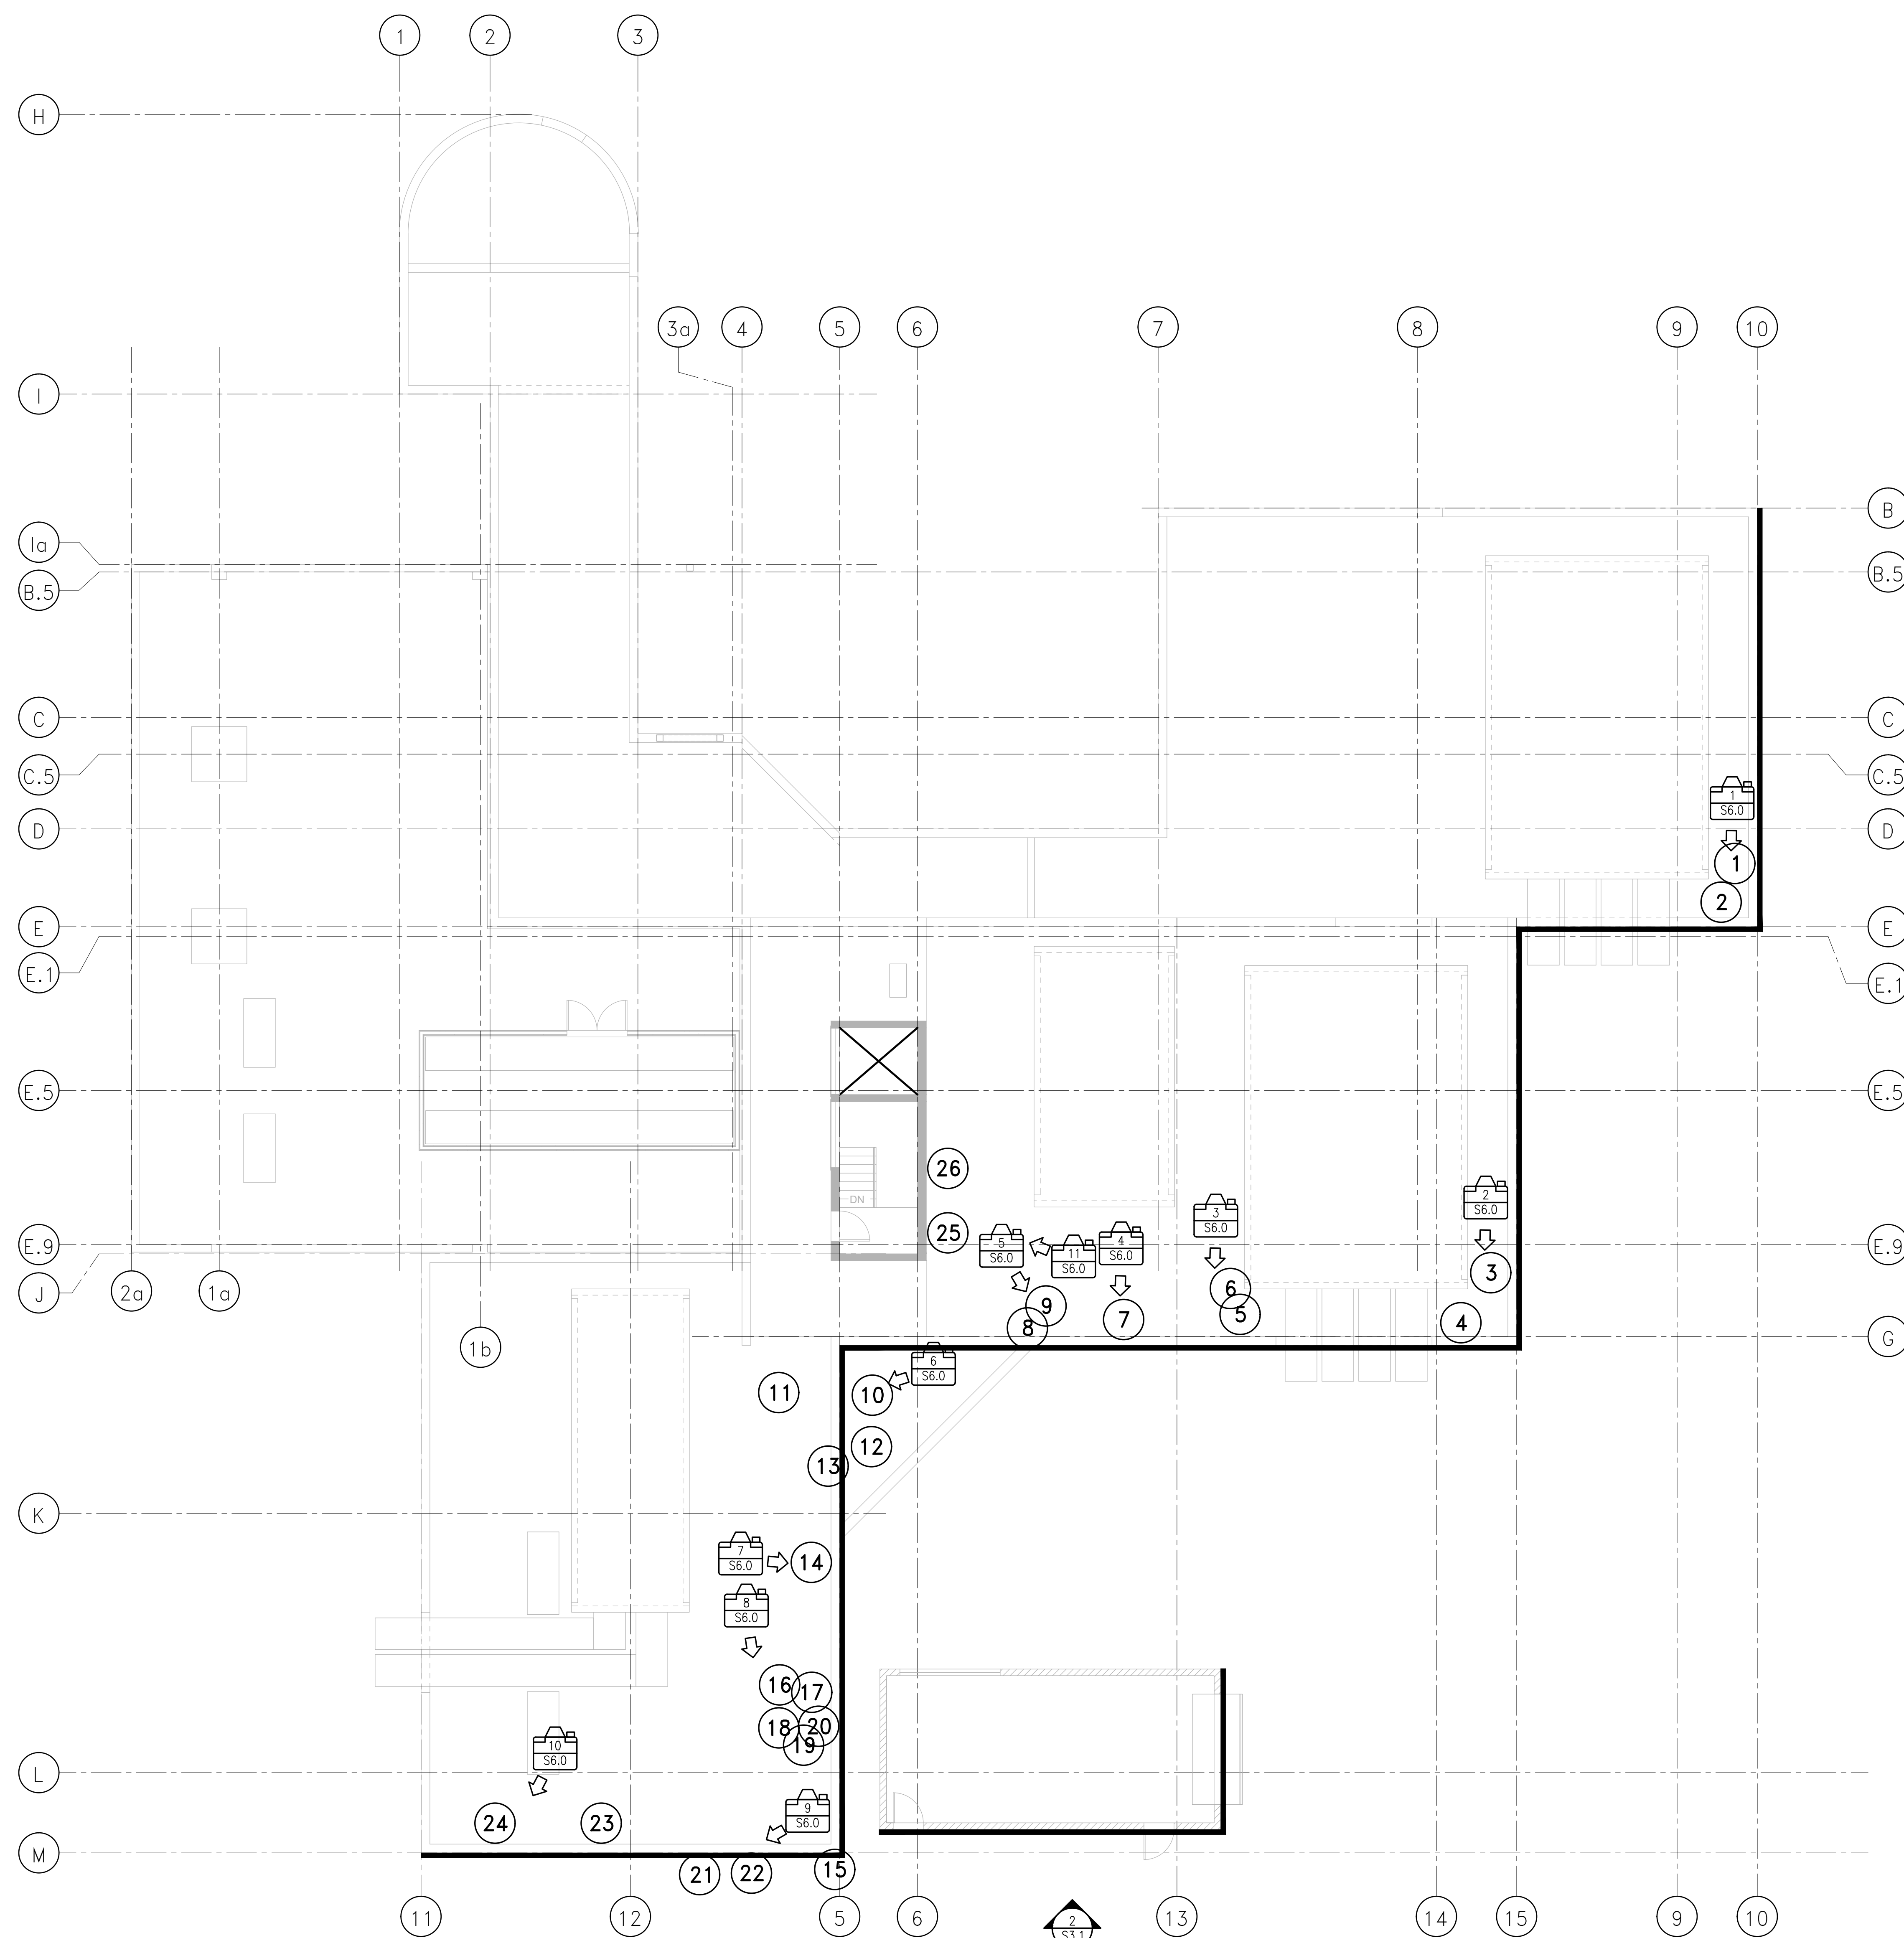 1 2 3
H
3a 4 5 6 7 8 9 10
I
B
Ia
B.5 B.5
C C
1
S6.0
C.5 C.5
D D
1
2
E E
E.1 E.1
E.5 E.5
26
2
S6.0
3
S6.0
DN
25
5
S6.0
11
S6.0
4
S6.0
E.9 E.9
3
J 2a 1a
6
9
5
7
8
4
G
1b
6
S6.0
11
10
12
13
K
7
S6.0
14
8
S6.0
16
17
18
20
19
10
S6.0
L
9
S6.0
24
23
M
21
22
15
11 12 5 6 13 14 15 9 10
2
S3.1